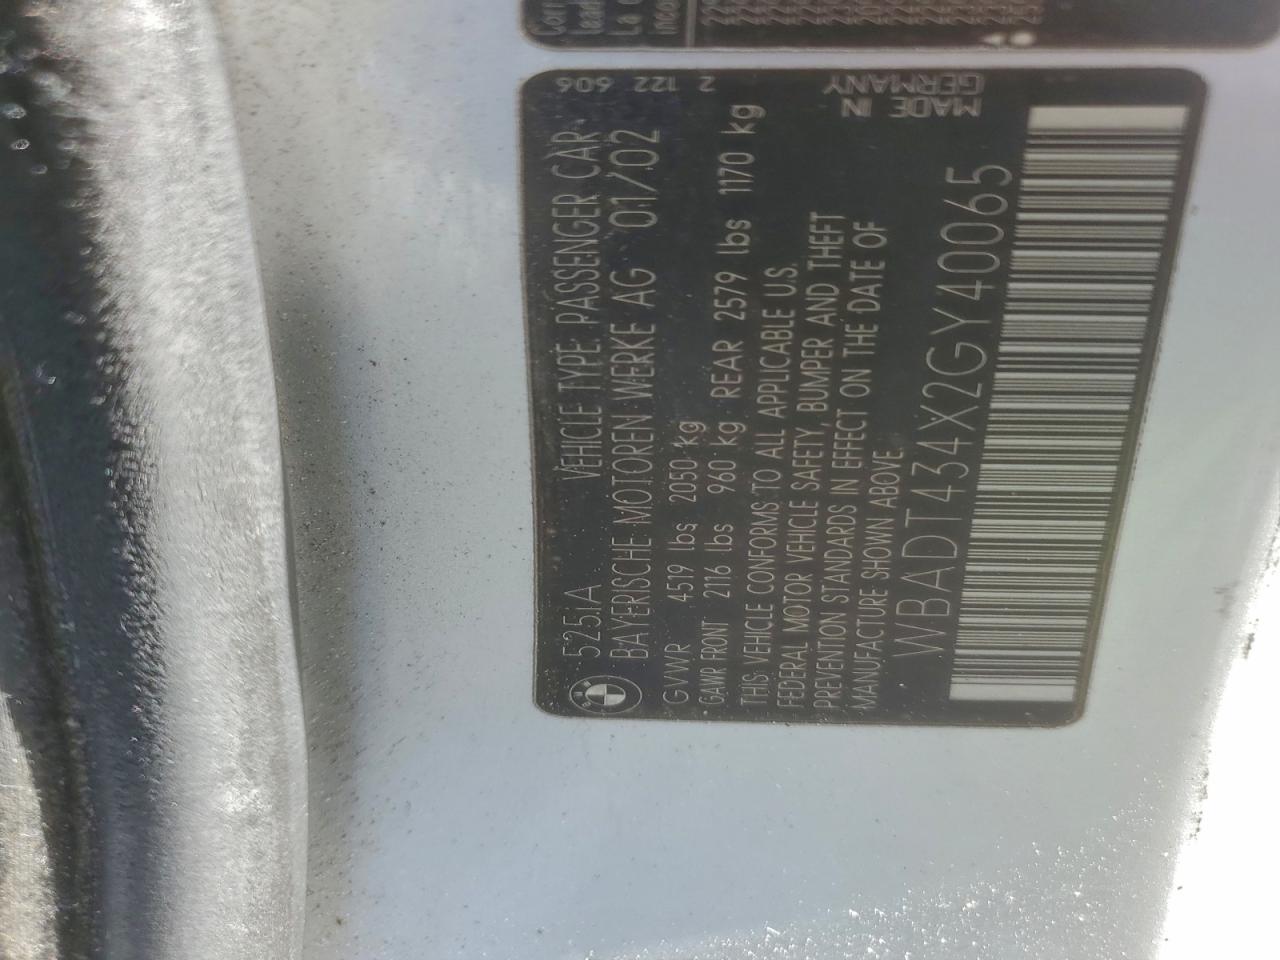 525iA VEHICLE TYPE: PASSENGER CAR
BAYERISCHE MOTOREN WERKE AG 01/02
GVWR 4519 lbs 2050 kg
GAWR FRONT 2116 lbs 960 kg REAR 2579 lbs 1170 kg
THIS VEHICLE CONFORMS TO ALL APPLICABLE U.S.
FEDERAL MOTOR VEHICLE SAFETY, BUMPER AND THEFT
PREVENTION STANDARDS IN EFFECT ON THE DATE OF
MANUFACTURE SHOWN ABOVE.
WBADT434X2GY40065
MADE IN
GERMANY
2 122 606